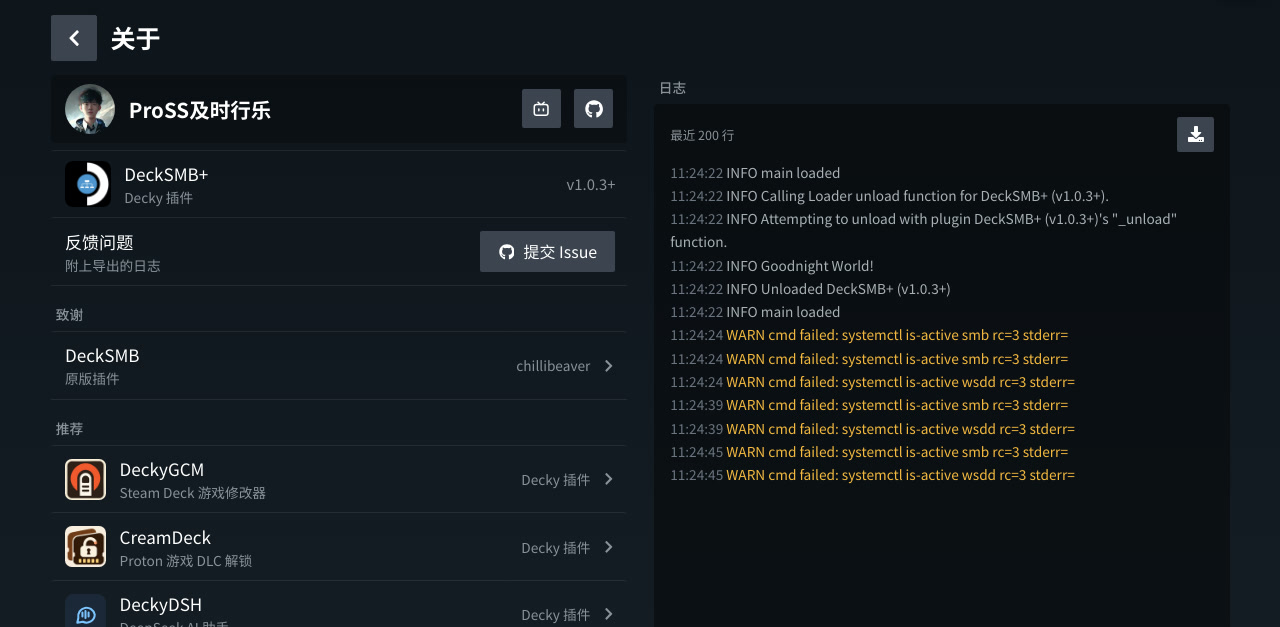 关于
ProSS及时行乐
DeckSMB+
Decky 插件
v1.0.3+
反馈问题
附上导出的日志
提交 Issue
致谢
DeckSMB
原版插件
chillibeaver
推荐
DeckyGCM
Steam Deck 游戏修改器
Decky 插件
CreamDeck
Proton 游戏 DLC 解锁
Decky 插件
DeckyDSH
DeepSeek AI 助手
Decky 插件
日志
最近 200 行
11:24:22 INFO main loaded
11:24:22 INFO Calling Loader unload function for DeckSMB+ (v1.0.3+).
11:24:22 INFO Attempting to unload with plugin DeckSMB+ (v1.0.3+)'s "_unload"
function.
11:24:22 INFO Goodnight World!
11:24:22 INFO Unloaded DeckSMB+ (v1.0.3+)
11:24:22 INFO main loaded
11:24:24 WARN cmd failed: systemctl is-active smb rc=3 stderr=
11:24:24 WARN cmd failed: systemctl is-active smb rc=3 stderr=
11:24:24 WARN cmd failed: systemctl is-active wsdd rc=3 stderr=
11:24:39 WARN cmd failed: systemctl is-active smb rc=3 stderr=
11:24:39 WARN cmd failed: systemctl is-active wsdd rc=3 stderr=
11:24:45 WARN cmd failed: systemctl is-active smb rc=3 stderr=
11:24:45 WARN cmd failed: systemctl is-active wsdd rc=3 stderr=